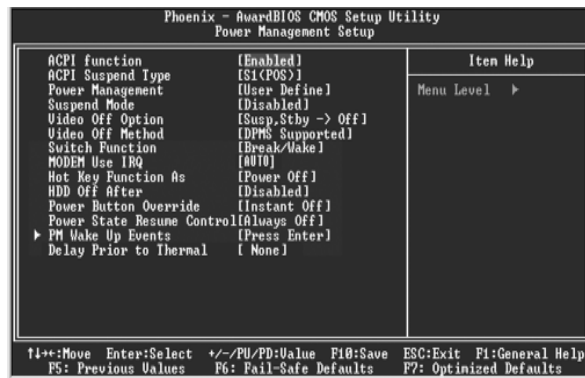 Phoenix - AwardBIOS CMOS Setup Utility
Power Management Setup
ACPI function [Enabled]
ACPI Suspend Type [S1(POS)]
Power Management [User Define]
Suspend Mode [Disabled]
Video Off Option [Susp,Stby -> Off]
Video Off Method [DPMS Supported]
Switch Function [Break/Wake]
MODEM Use IRQ [AUTO]
Hot Key Function As [Power Off]
HDD Off After [Disabled]
Power Button Override [Instant Off]
Power State Resume Control[Always Off]
▶ PM Wake Up Events [Press Enter]
Delay Prior to Thermal [ None]
Item Help
Menu Level ▶
↑↓→←:Move Enter:Select +/-/PU/PD:Value F10:Save ESC:Exit F1:General Help
F5: Previous Values F6: Fail-Safe Defaults F7: Optimized Defaults